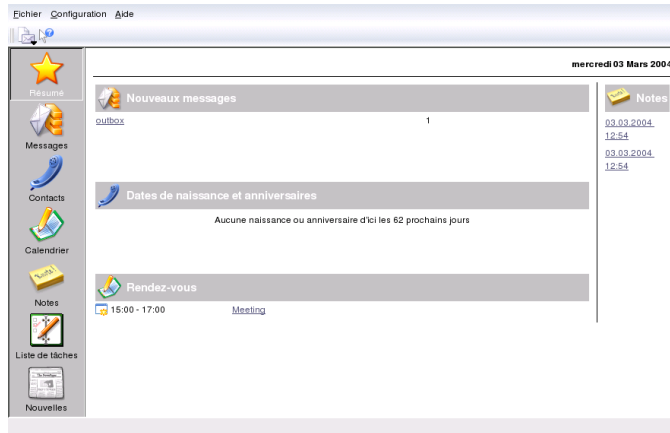 Fichier Configuration Aide
mercredi 03 Mars 2004
Résumé
Messages
Contacts
Calendrier
Notes
Liste de tâches
Nouvelles
Nouveaux messages
outbox 1
Dates de naissance et anniversaires
Aucune naissance ou anniversaire d'ici les 62 prochains jours
Rendez-vous
15:00 - 17:00 Meeting
Notes
03.03.2004
12:54
03.03.2004
12:54